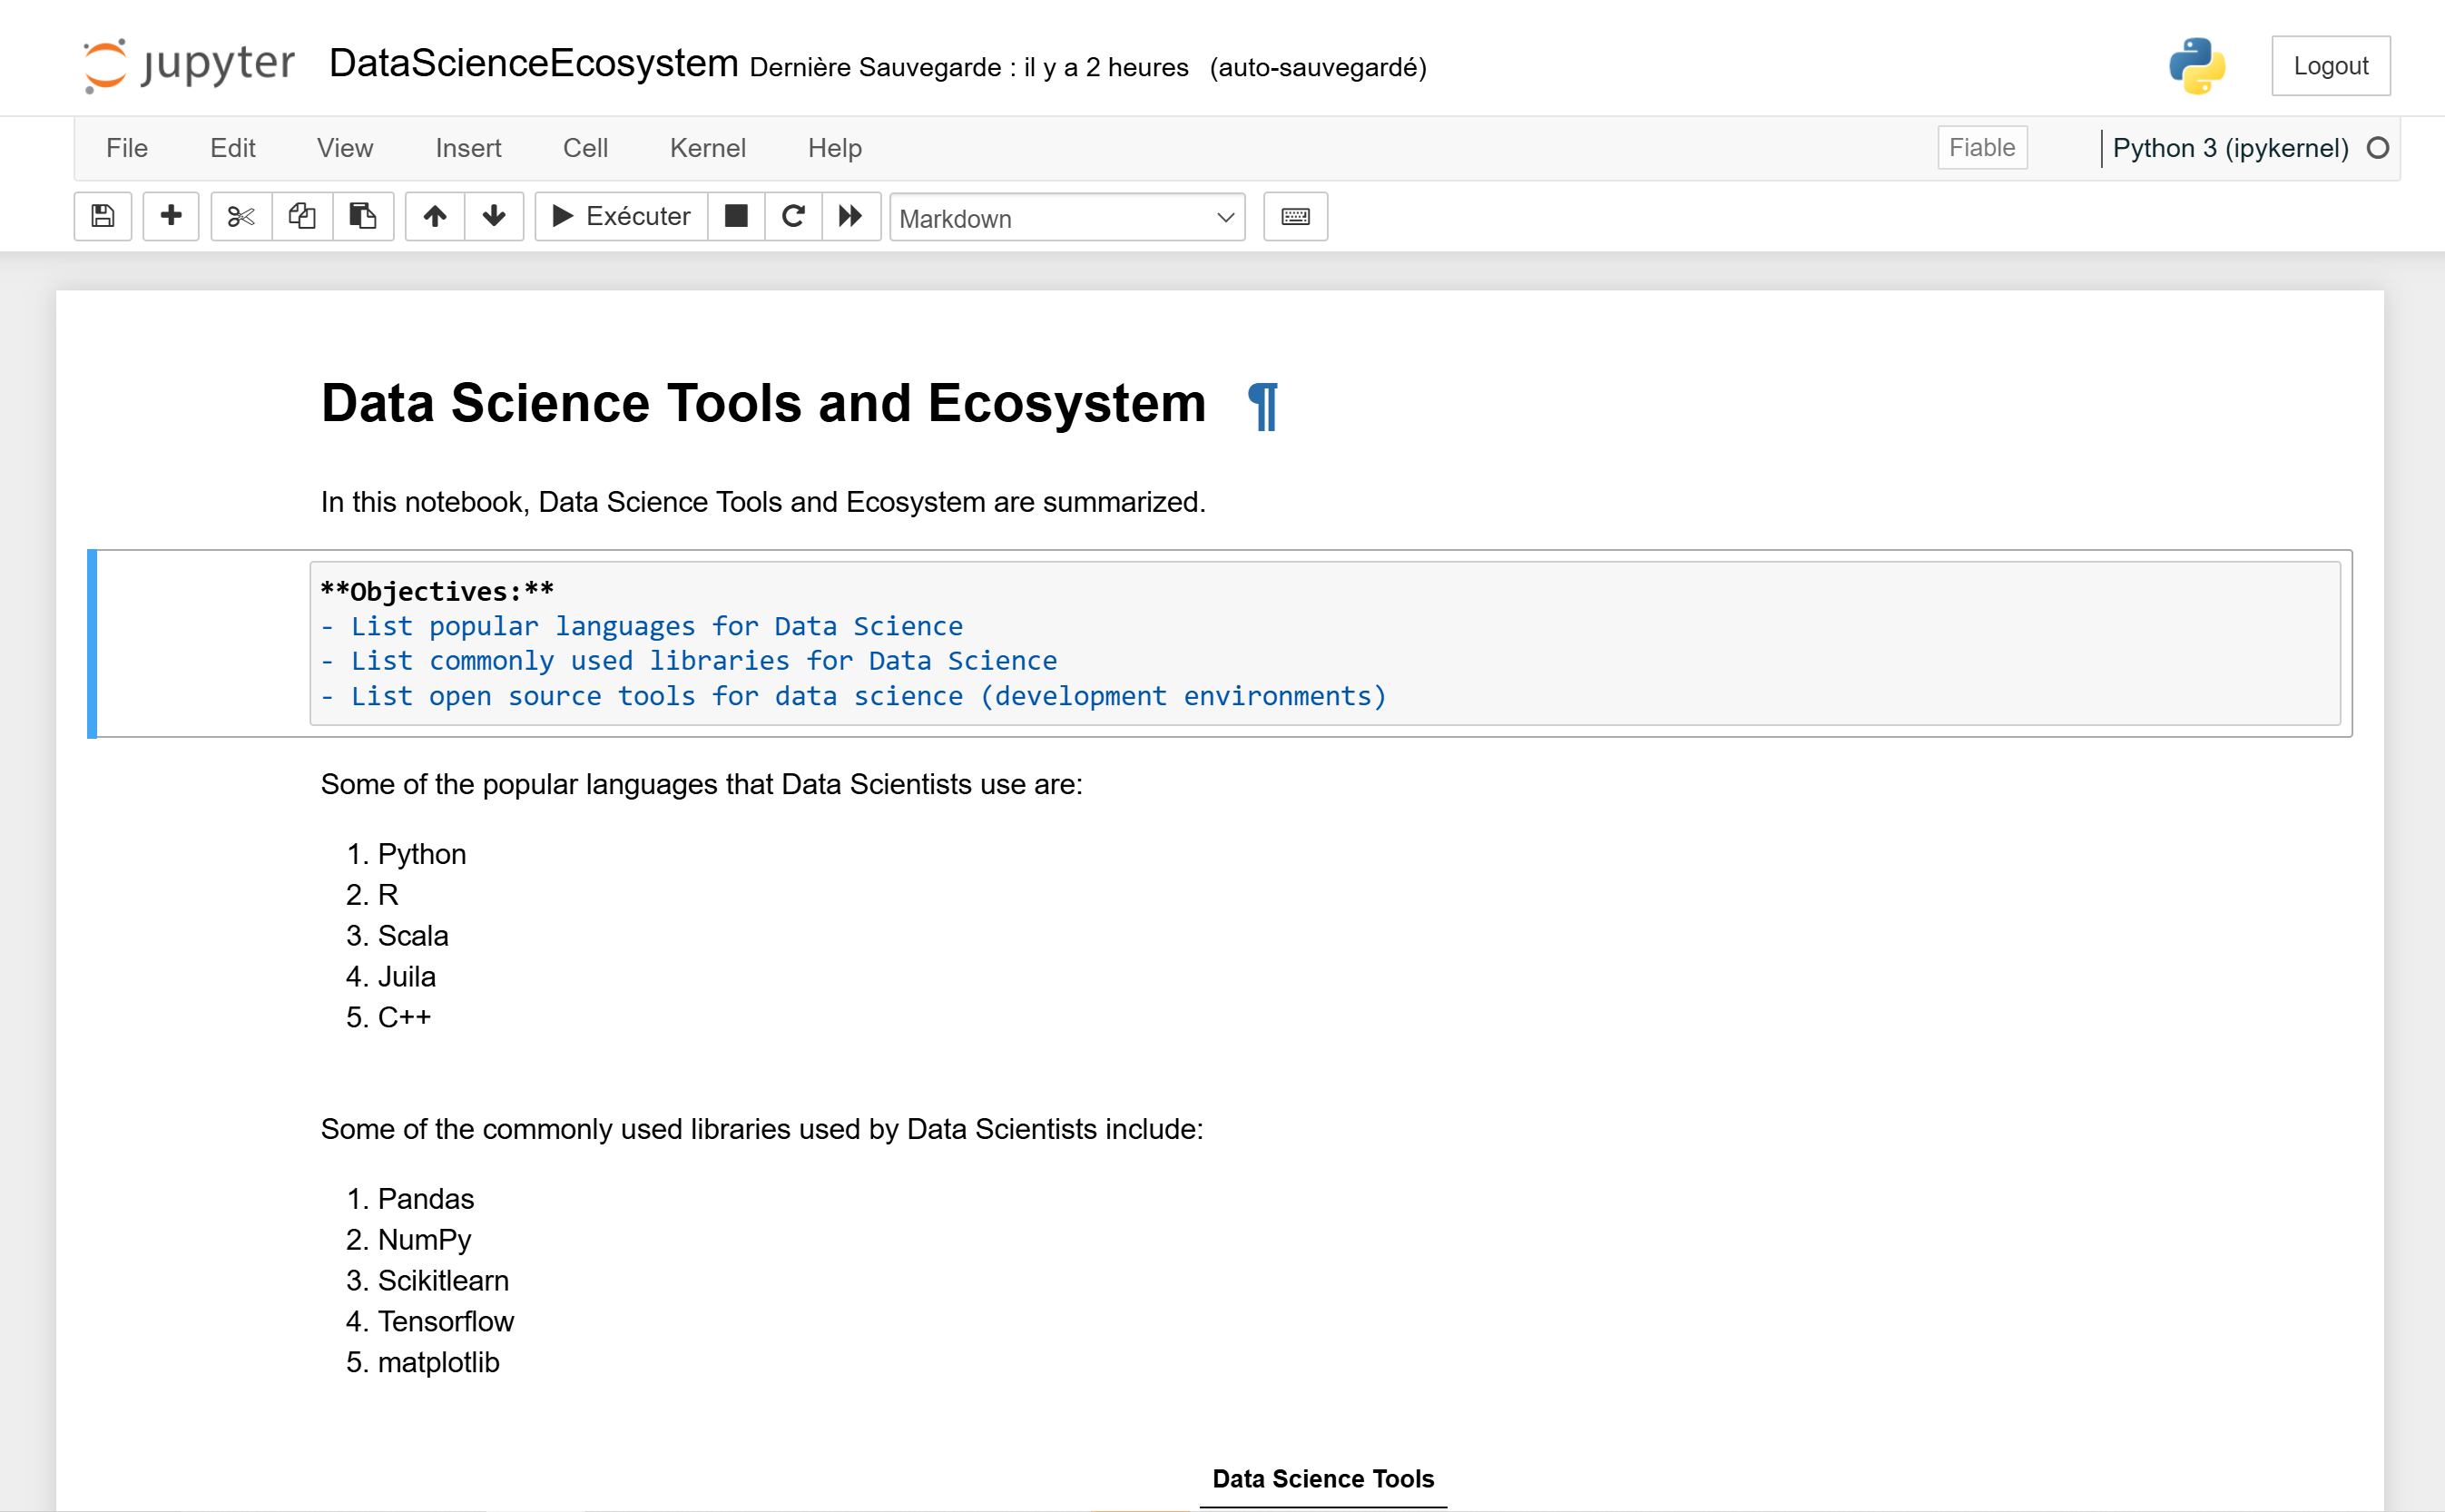 jupyter DataScienceEcosystem Dernière Sauvegarde : il y a 2 heures (auto-sauvegardé) Logout
File Edit View Insert Cell Kernel Help Fiable Python 3 (ipykernel)
Exécuter Markdown
Data Science Tools and Ecosystem ¶
In this notebook, Data Science Tools and Ecosystem are summarized.
**Objectives:**
- List popular languages for Data Science
- List commonly used libraries for Data Science
- List open source tools for data science (development environments)
Some of the popular languages that Data Scientists use are:
1. Python
2. R
3. Scala
4. Juila
5. C++
Some of the commonly used libraries used by Data Scientists include:
1. Pandas
2. NumPy
3. Scikitlearn
4. Tensorflow
5. matplotlib
Data Science Tools